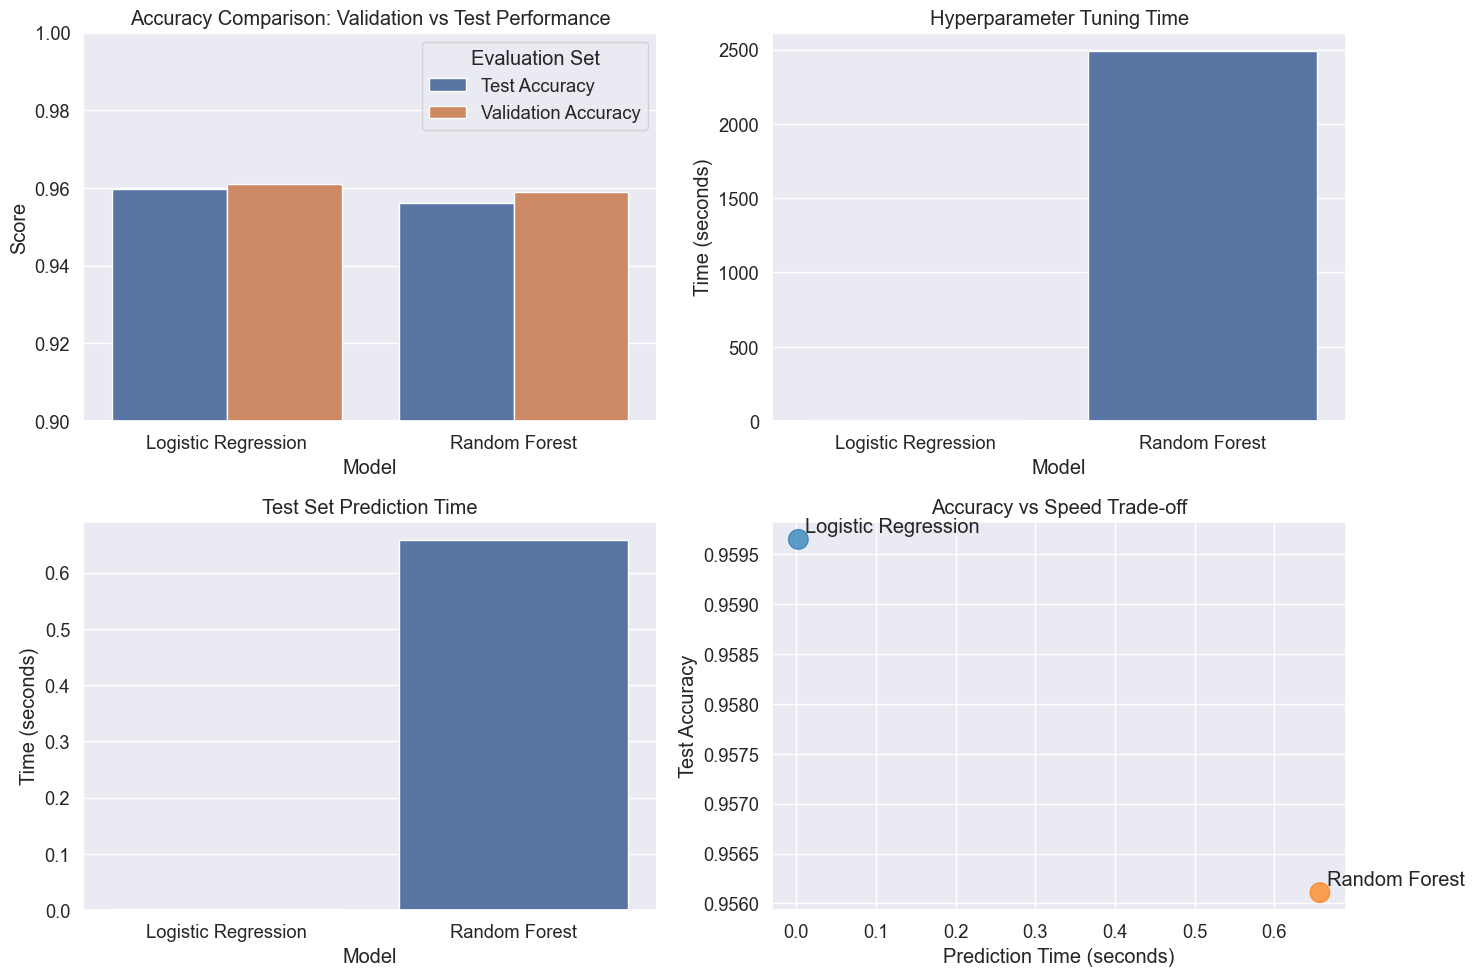 Accuracy Comparison: Validation vs Test Performance
1.00
0.98
0.96
0.94
0.92
0.90
Score
Evaluation Set
Test Accuracy
Validation Accuracy
Logistic Regression
Random Forest
Model
Hyperparameter Tuning Time
2500
2000
1500
1000
500
0
Time (seconds)
Logistic Regression
Random Forest
Model
Test Set Prediction Time
0.6
0.5
0.4
0.3
0.2
0.1
0.0
Time (seconds)
Logistic Regression
Random Forest
Model
Accuracy vs Speed Trade-off
Logistic Regression
0.9595
0.9590
0.9585
0.9580
0.9575
0.9570
0.9565
0.9560
Test Accuracy
Random Forest
0.0 0.1 0.2 0.3 0.4 0.5 0.6
Prediction Time (seconds)